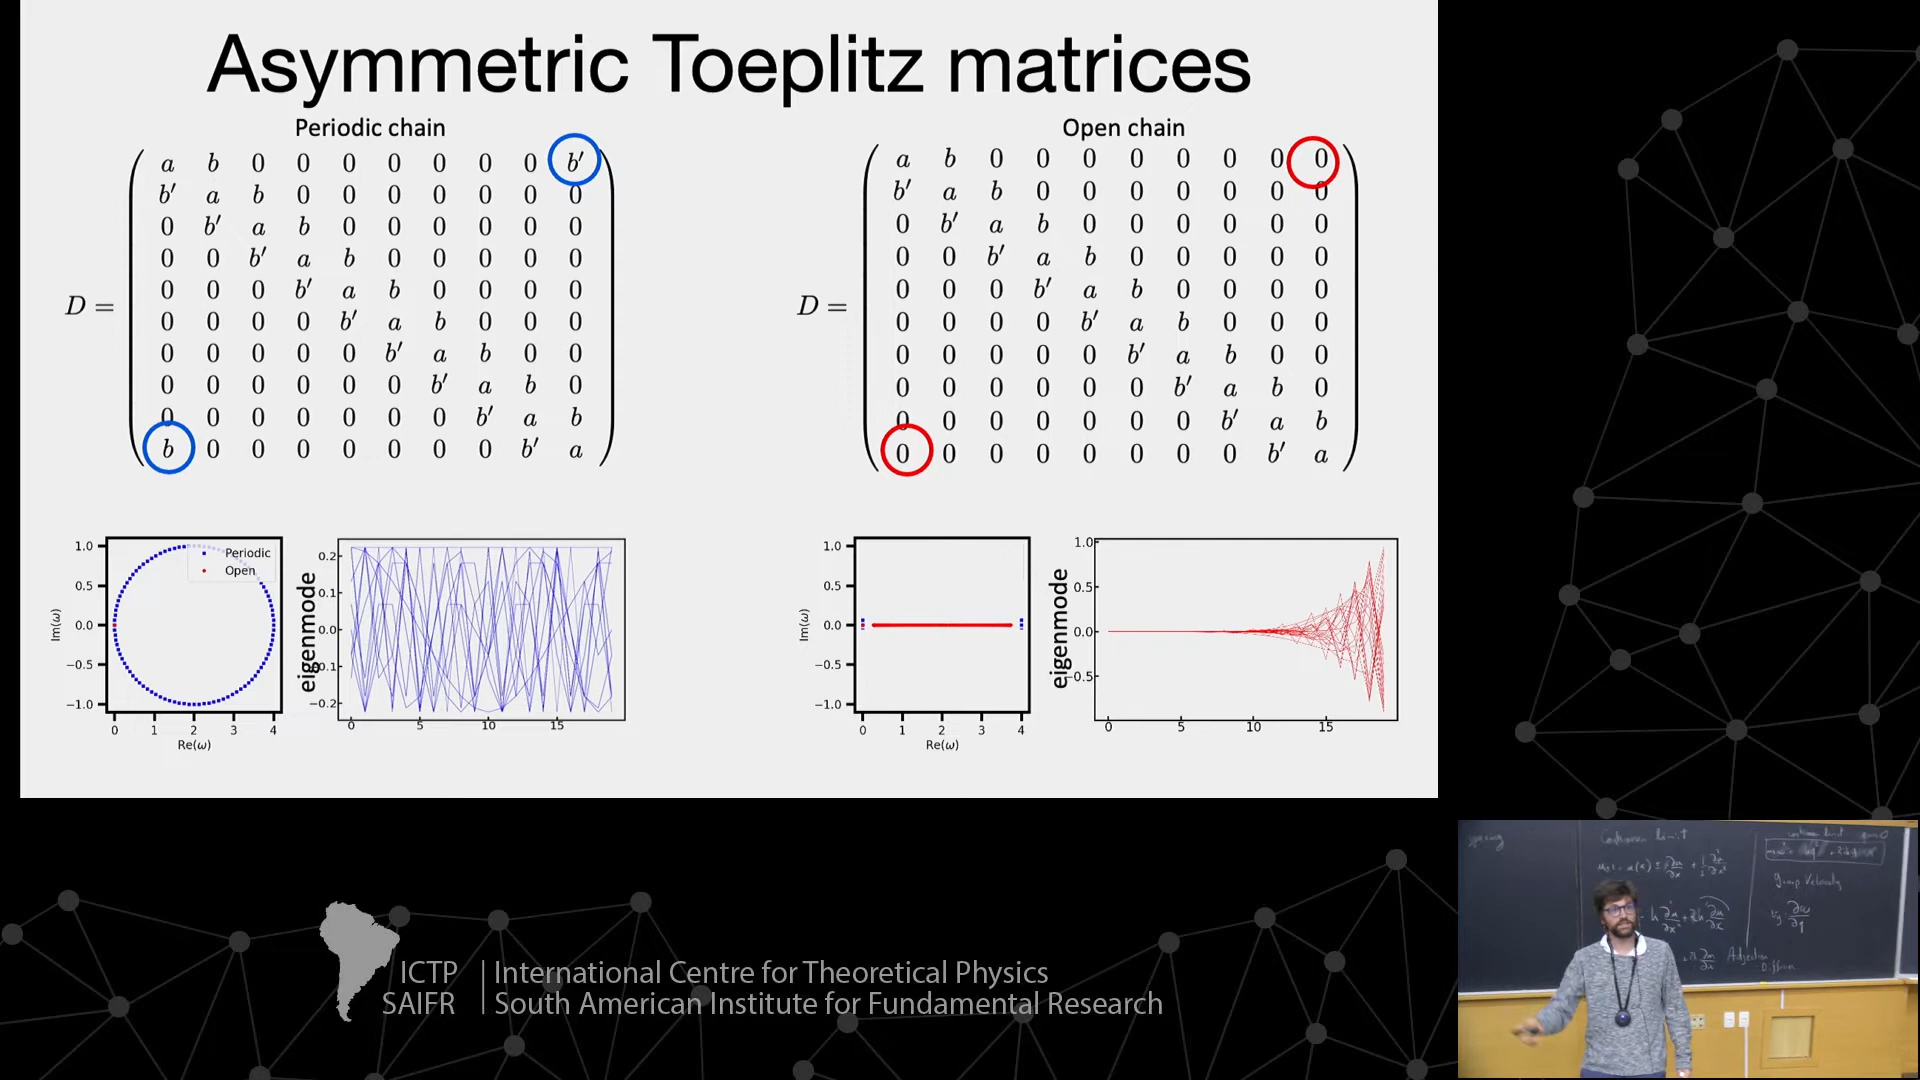 Asymmetric Toeplitz matrices
Periodic chain
D =
a b 0 0 0 0 0 0 0 b′
b′ a b 0 0 0 0 0 0 0
0 b′ a b 0 0 0 0 0 0
0 0 b′ a b 0 0 0 0 0
0 0 0 b′ a b 0 0 0 0
0 0 0 0 b′ a b 0 0 0
0 0 0 0 0 b′ a b 0 0
0 0 0 0 0 0 b′ a b 0
0 0 0 0 0 0 0 b′ a b
b 0 0 0 0 0 0 0 b′ a
Open chain
D =
a b 0 0 0 0 0 0 0 0
b′ a b 0 0 0 0 0 0 0
0 b′ a b 0 0 0 0 0 0
0 0 b′ a b 0 0 0 0 0
0 0 0 b′ a b 0 0 0 0
0 0 0 0 b′ a b 0 0 0
0 0 0 0 0 b′ a b 0 0
0 0 0 0 0 0 b′ a b 0
0 0 0 0 0 0 0 b′ a b
0 0 0 0 0 0 0 0 b′ a
1.0
0.5
0.0
−0.5
−1.0
Im(ω)
Periodic
Open
0 1 2 3 4
Re(ω)
eigenmode
0.2
0.1
0.0
0.1
−0.2
0 5 10 15
1.0
0.5
0.0
−0.5
−1.0
Im(ω)
0 1 2 3 4
Re(ω)
eigenmode
1.0
0.5
0.0
0.5
0 5 10 15
Continuum limit
group velocity
ICTP
SAIFR
International Centre for Theoretical Physics
South American Institute for Fundamental Research